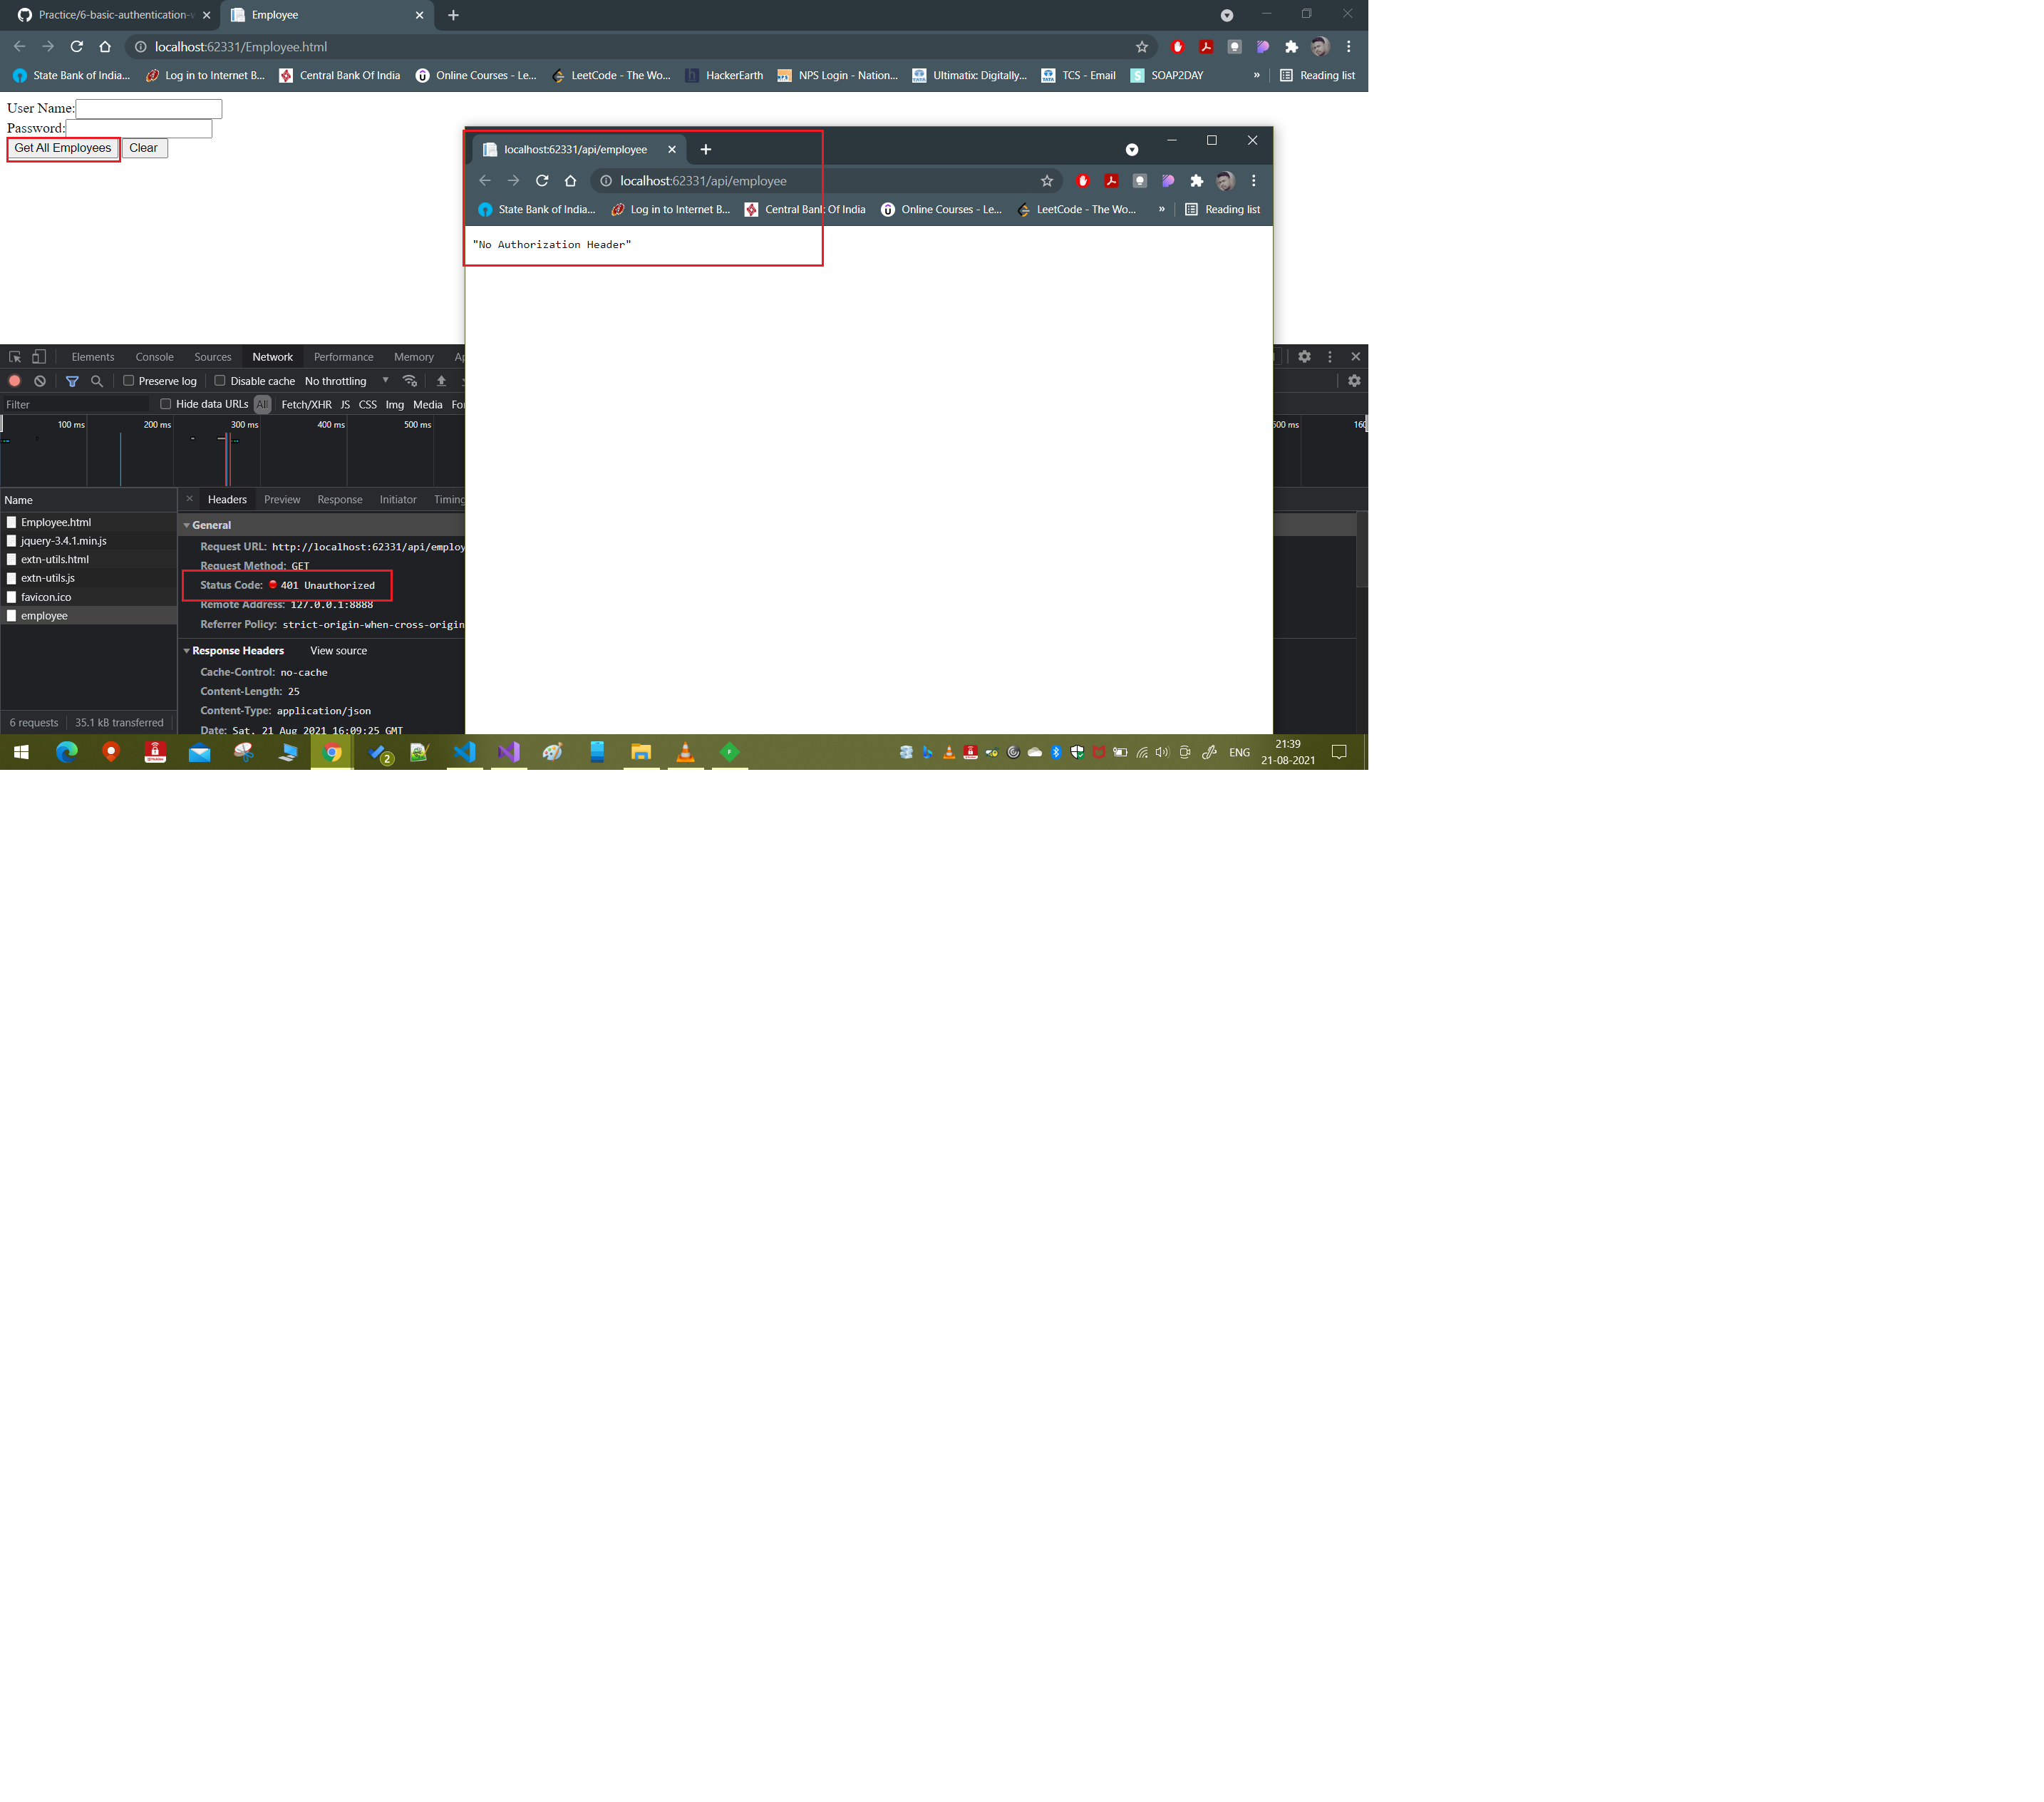 Practice/6-basic-authentication-
Employee
localhost:62331/Employee.html
State Bank of India...
Log in to Internet B...
Central Bank Of India
Online Courses - Le...
LeetCode - The Wo...
HackerEarth
NPS Login - Nation...
Ultimatix: Digitally...
TCS - Email
SOAP2DAY
»
Reading list
User Name:
Password:
Get All Employees
Clear
localhost:62331/api/employee
localhost:62331/api/employee
State Bank of India...
Log in to Internet B...
Central Bank Of India
Online Courses - Le...
LeetCode - The Wo...
»
Reading list
"No Authorization Header"
Elements
Console
Sources
Network
Performance
Memory
Ap
Preserve log
Disable cache
No throttling
Filter
Hide data URLs
All
Fetch/XHR
JS
CSS
Img
Media
Fo
100 ms
200 ms
300 ms
400 ms
500 ms
500 ms
160
Name
Headers
Preview
Response
Initiator
Timing
Employee.html
jquery-3.4.1.min.js
extn-utils.html
extn-utils.js
favicon.ico
employee
General
Request URL: http://localhost:62331/api/employ
Request Method: GET
Status Code: 401 Unauthorized
Remote Address: 127.0.0.1:8888
Referrer Policy: strict-origin-when-cross-origin
Response Headers
View source
Cache-Control: no-cache
Content-Length: 25
Content-Type: application/json
Date: Sat, 21 Aug 2021 16:09:25 GMT
6 requests
35.1 kB transferred
2
ENG
21:39
21-08-2021